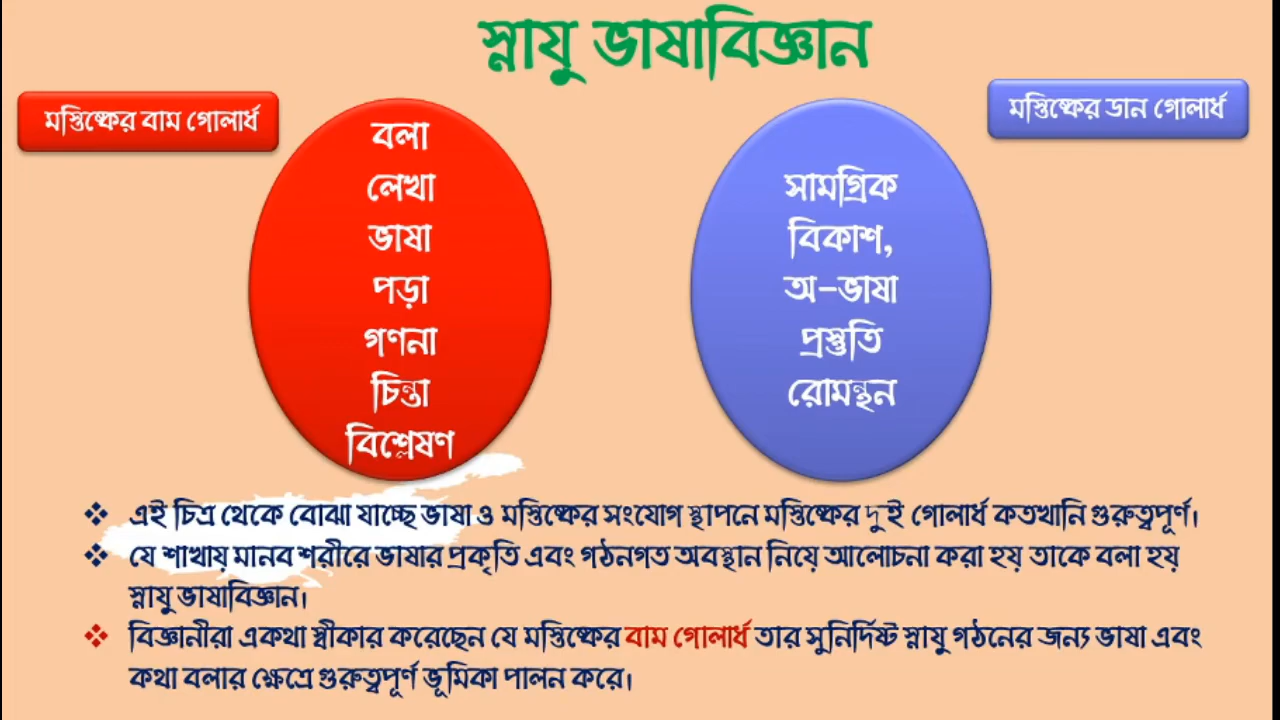 স্নায়ু ভাষাবিজ্ঞান
মস্তিষ্কের বাম গোলার্ধ
মস্তিষ্কের ডান গোলার্ধ
বলা
লেখা
ভাষা
পড়া
গণনা
চিন্তা
বিশ্লেষণ
সামগ্রিক
বিকাশ,
অ-ভাষা
প্রস্তুতি
রোমন্থন
❖ এই চিত্র থেকে বোঝা যাচ্ছে ভাষা ও মস্তিষ্কের সংযোগ স্থাপনে মস্তিষ্কের দুই গোলার্ধ কতখানি গুরুত্বপূর্ণ।
❖ যে শাখায় মানব শরীরে ভাষার প্রকৃতি এবং গঠনগত অবস্থান নিয়ে আলোচনা করা হয় তাকে বলা হয়
স্নায়ু ভাষাবিজ্ঞান।
❖ বিজ্ঞানীরা একথা স্বীকার করেছেন যে মস্তিষ্কের বাম গোলার্ধ তার সুনির্দিষ্ট স্নায়ু গঠনের জন্য ভাষা এবং
কথা বলার ক্ষেত্রে গুরুত্বপূর্ণ ভূমিকা পালন করে।